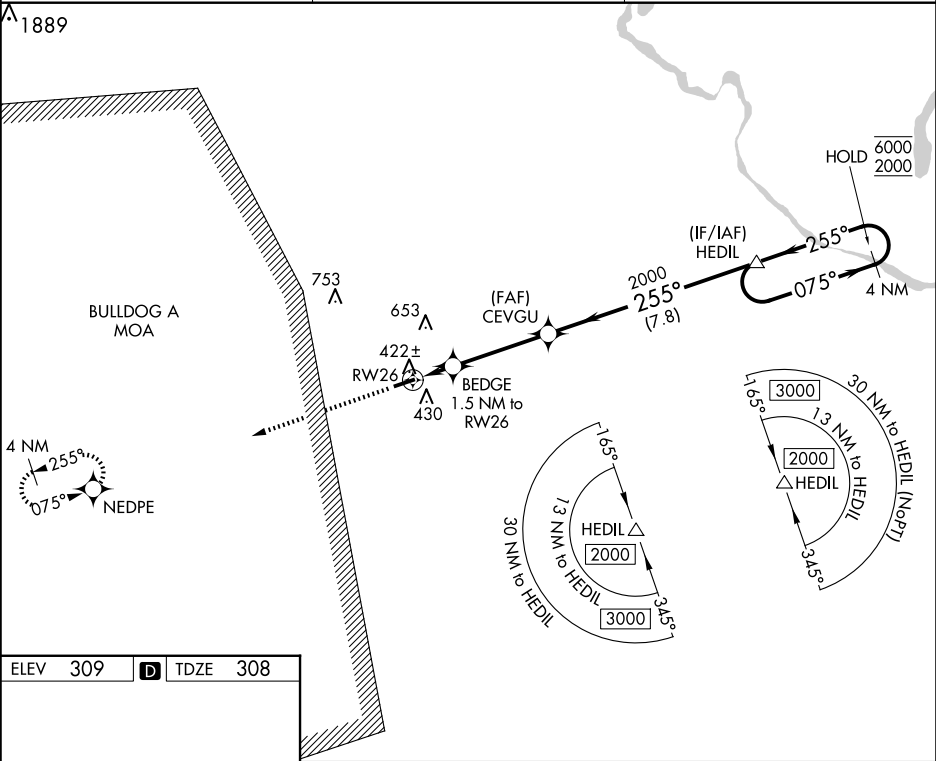 1889
HOLD 6000
2000
(IF/IAF)
HEDIL
255°
075°
4 NM
2000
255°
(7.8)
(FAF)
CEVGU
753
653
422±
RW26
430
BEDGE
1.5 NM to
RW26
BULLDOG A
MOA
4 NM
255°
075°
NEDPE
165°
HEDIL
2000
13 NM to HEDIL
3000
30 NM to HEDIL
345°
165°
3000
30 NM to HEDIL (NoPT)
13 NM to HEDIL
2000
HEDIL
345°
ELEV 309 D TDZE 308